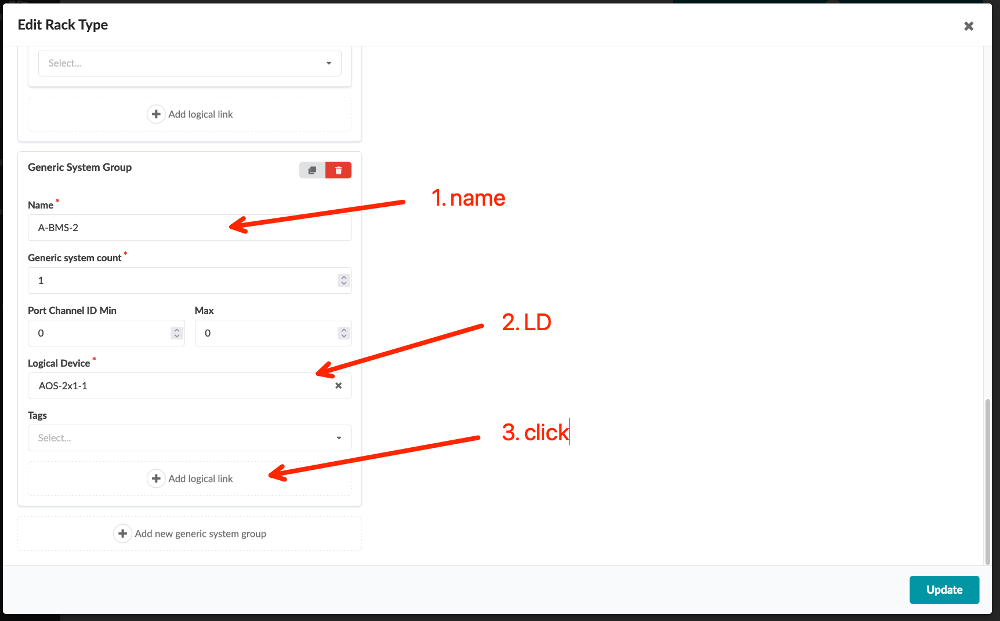 Edit Rack Type
Select...
Add logical link
Generic System Group
1. name
Name *
A-BMS-2
Generic system count *
1
Port Channel ID Min
Max
0
0
2. LD
Logical Device *
AOS-2x1-1
Tags
Select...
3. click
Add logical link
Add new generic system group
Update